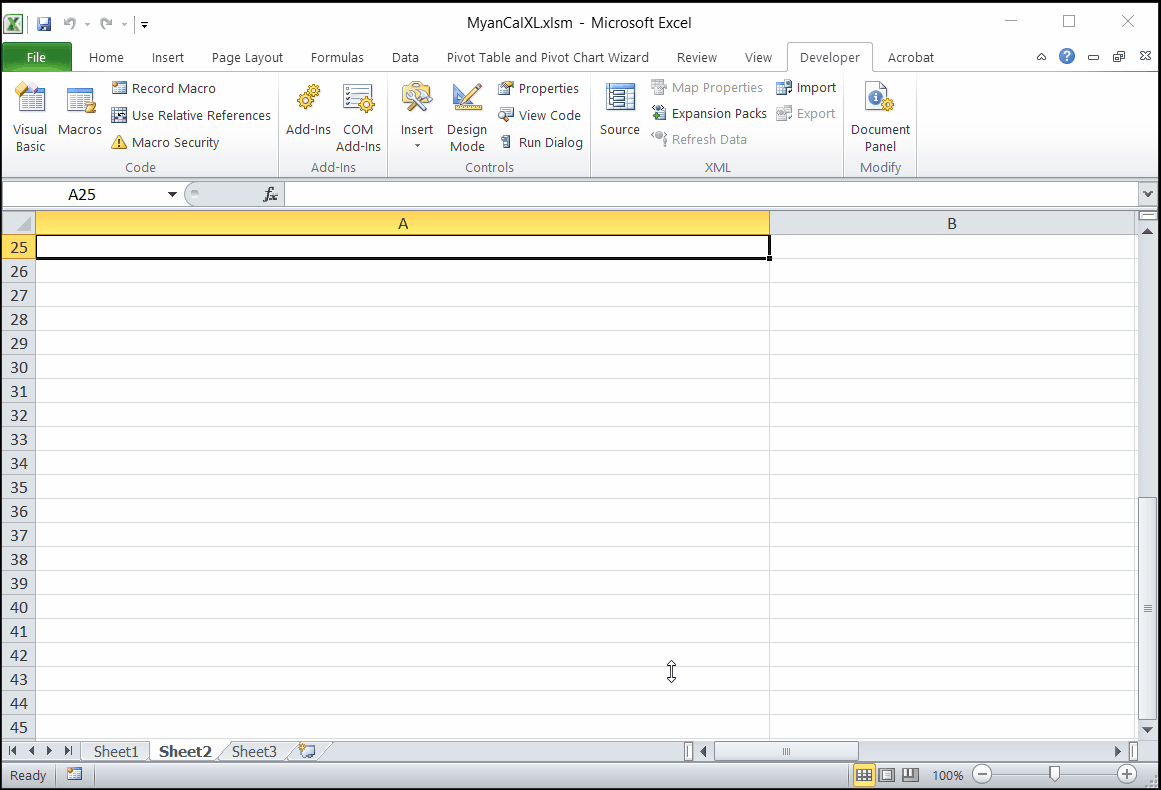 MyanCalXL.xlsm - Microsoft Excel
File Home Insert Page Layout Formulas Data Pivot Table and Pivot Chart Wizard Review View Developer Acrobat
Visual Basic
Macros
Record Macro
Use Relative References
Macro Security
Code
Add-Ins
COM Add-Ins
Add-Ins
Insert
Design Mode
Properties
View Code
Run Dialog
Controls
Source
Map Properties
Expansion Packs
Refresh Data
Import
Export
XML
Document Panel
Modify
A25 fx
A B
25
26
27
28
29
30
31
32
33
34
35
36
37
38
39
40
41
42
43
44
45
Sheet1 Sheet2 Sheet3
Ready 100%